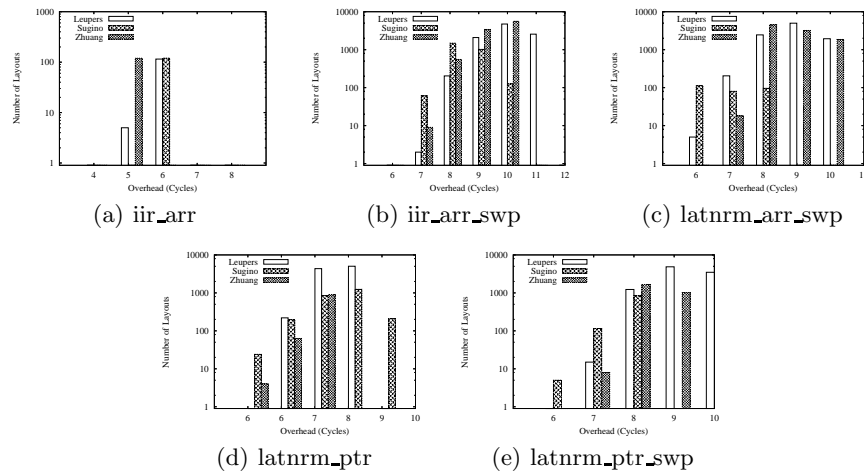 1000
100
10
1
Number of Layouts
Leupers
Sugino
Zhuang
4 5 6 7 8
Overhead (Cycles)
(a) iir_arr
10000
1000
100
10
1
Number of Layouts
Leupers
Sugino
Zhuang
6 7 8 9 10 11 12
Overhead (Cycles)
(b) iir_arr_swp
10000
1000
100
10
1
Number of Layouts
Leupers
Sugino
Zhuang
6 7 8 9 10 1
Overhead (Cycles)
(c) latnrm_arr_swp
10000
1000
100
10
1
Number of Layouts
Leupers
Sugino
Zhuang
6 6 7 8 9 10
Overhead (Cycles)
(d) latnrm_ptr
10000
1000
100
10
1
Number of Layouts
Leupers
Sugino
Zhuang
6 7 8 9 10
Overhead (Cycles)
(e) latnrm_ptr_swp